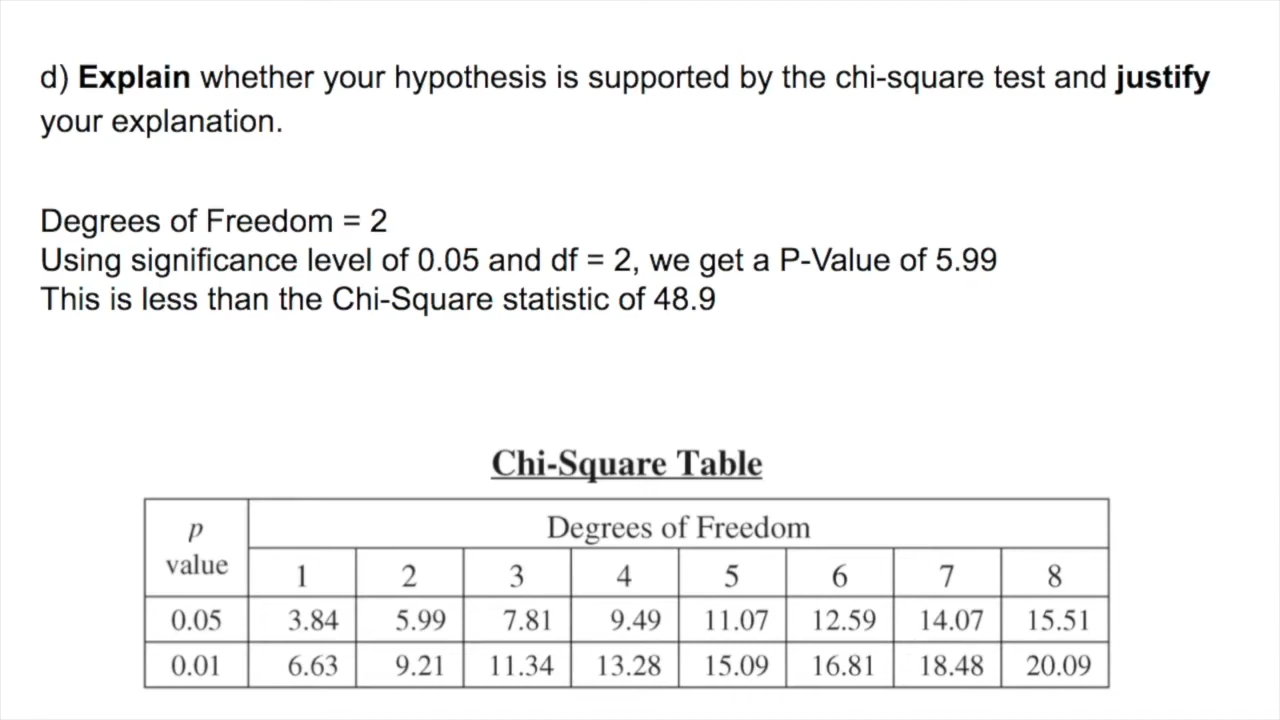 d) Explain whether your hypothesis is supported by the chi-square test and justify
your explanation.
Degrees of Freedom = 2
Using significance level of 0.05 and df = 2, we get a P-Value of 5.99
This is less than the Chi-Square statistic of 48.9
Chi-Square Table
p value Degrees of Freedom
1 2 3 4 5 6 7 8
0.05 3.84 5.99 7.81 9.49 11.07 12.59 14.07 15.51
0.01 6.63 9.21 11.34 13.28 15.09 16.81 18.48 20.09